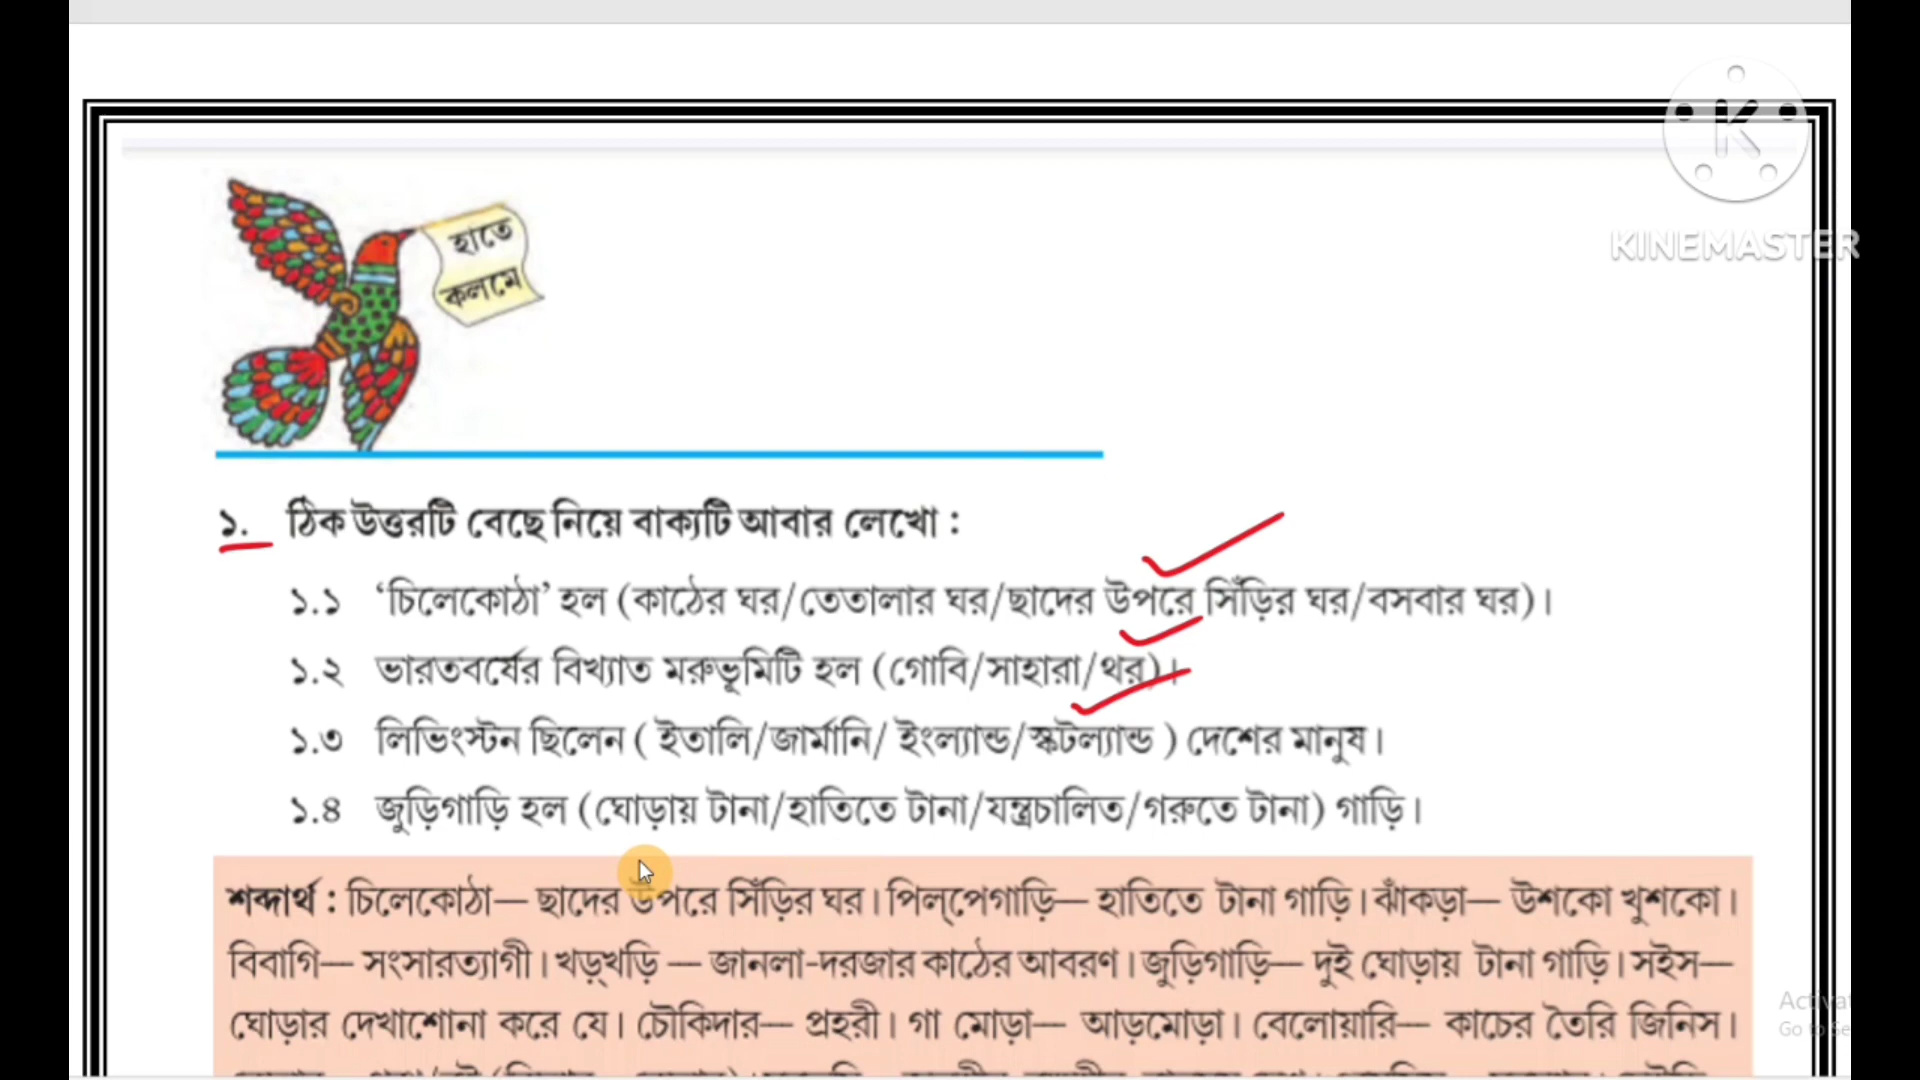 KINEMASTER
হাতে
কলমে
১. ঠিক উত্তরটি বেছে নিয়ে বাক্যটি আবার লেখো :
১.১ ‘চিলেকোঠা’ হল (কাঠের ঘর/তেতালার ঘর/ছাদের উপরে সিঁড়ির ঘর/বসবার ঘর)।
১.২ ভারতবর্ষের বিখ্যাত মরুভূমিটি হল (গোবি/সাহারা/থর)।
১.৩ লিভিংস্টন ছিলেন ( ইতালি/জার্মানি/ ইংল্যান্ড/স্কটল্যান্ড ) দেশের মানুষ।
১.৪ জুড়িগাড়ি হল (ঘোড়ায় টানা/হাতিতে টানা/যন্ত্রচালিত/গরুতে টানা) গাড়ি।
শব্দার্থ : চিলেকোঠা— ছাদের উপরে সিঁড়ির ঘর। পিল্‌পেগাড়ি— হাতিতে টানা গাড়ি। ঝাঁকড়া— উশকো খুশকো।
বিবাগি— সংসারত্যাগী। খড়্‌খড়ি — জানলা-দরজার কাঠের আবরণ। জুড়িগাড়ি— দুই ঘোড়ায় টানা গাড়ি। সইস—
ঘোড়ার দেখাশোনা করে যে। চৌকিদার— প্রহরী। গা মোড়া— আড়মোড়া। বেলোয়ারি— কাচের তৈরি জিনিস।